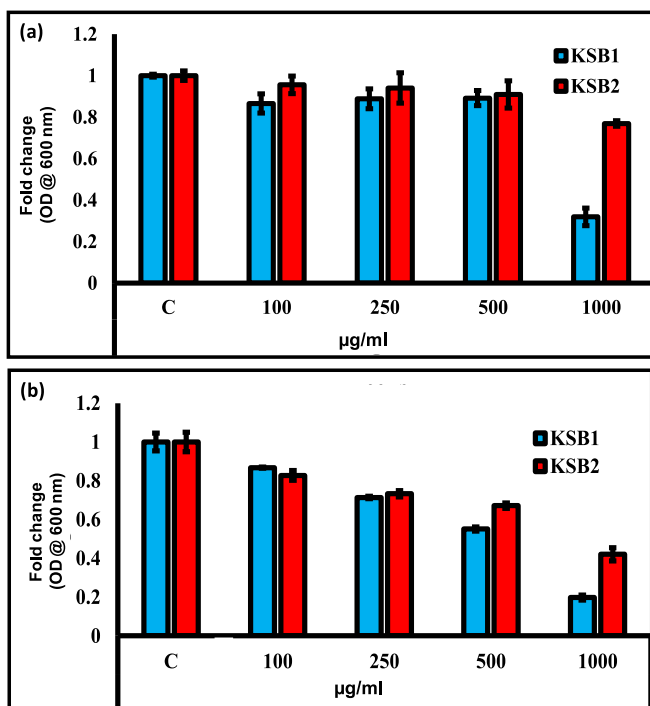 (a)
1.2
1
0.8
0.6
0.4
0.2
0
Fold change
(OD @ 600 nm)
KSB1
KSB2
C 100 250 500 1000
µg/ml
(b)
1.2
1
0.8
0.6
0.4
0.2
0
Fold change
(OD @ 600 nm)
KSB1
KSB2
C 100 250 500 1000
µg/ml